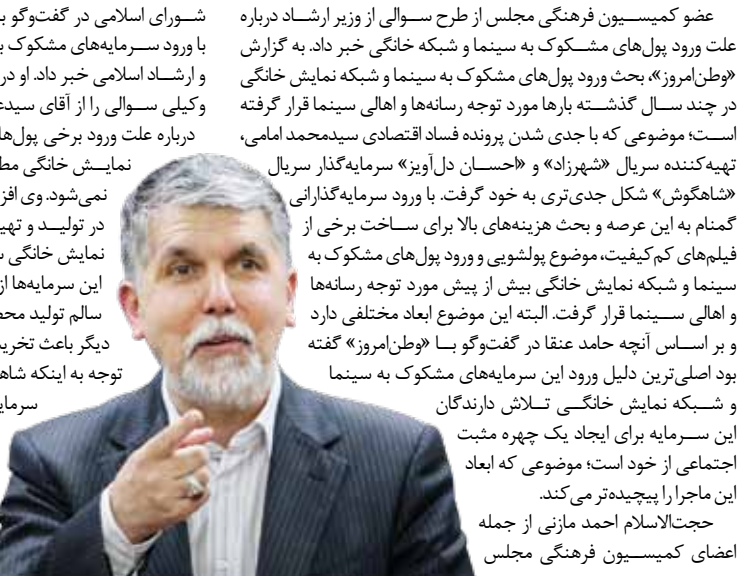 عضو کمیسیون فرهنگی مجلس از طرح سوالی از وزیر ارشاد درباره
علت ورود پول‌های مشکوک به سینما و شبکه خانگی خبر داد. به گزارش
«وطن‌امروز»، بحث ورود پول‌های مشکوک به سینما و شبکه نمایش خانگی
در چند سال گذشته بارها مورد توجه رسانه‌ها و اهالی سینما قرار گرفته
است؛ موضوعی که با جدی شدن پرونده فساد اقتصادی سیدمحمد امامی،
تهیه‌کننده سریال «شهرزاد» و «احسان دل‌آویز» سرمایه‌گذار سریال
«شاهگوش» شکل جدی‌تری به خود گرفت. با ورود سرمایه‌گذارانی
گمنام به این عرصه و بحث هزینه‌های بالا برای ساخت برخی از
فیلم‌های کم‌کیفیت، موضوع پولشویی و ورود پول‌های مشکوک به
سینما و شبکه نمایش خانگی بیش از پیش مورد توجه رسانه‌ها
و اهالی سینما قرار گرفت. البته این موضوع ابعاد مختلفی دارد
و بر اساس آنچه حامد عنقا در گفت‌وگو با «وطن‌امروز» گفته
بود اصلی‌ترین دلیل ورود این سرمایه‌های مشکوک به سینما
و شبکه نمایش خانگی تلاش دارندگان
این سرمایه برای ایجاد یک چهره مثبت
اجتماعی از خود است؛ موضوعی که ابعاد
این ماجرا را پیچیده‌تر می‌کند.
حجت‌الاسلام احمد مازنی از جمله
اعضای کمیسیون فرهنگی مجلس
شورای اسلامی در گفت‌وگو
با ورود سرمایه‌های مشکوک
و ارشاد اسلامی خبر داد. او در
وکیلی سوالی را از آقای
درباره علت ورود برخی
نمایش خانگی
نمی‌شود. وی
در تولید و
نمایش خانگی
این سرمایه‌ها از
سالم تولید
دیگر باعث
توجه به اینکه